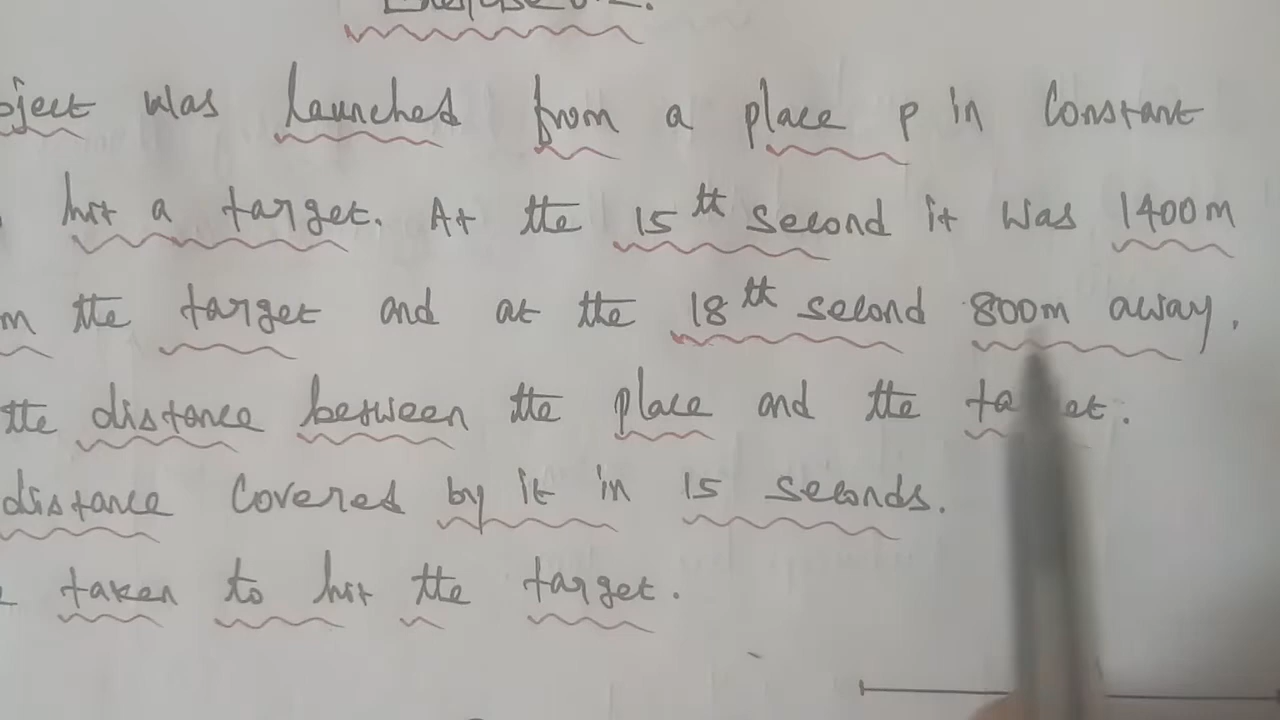 oject was launched from a place p in constant
hit a target. At the 15th second it was 1400m
m the target and at the 18th second 800m away.
the distance between the place and the
distance covered by it in 15 seconds.
taken to hit the target.